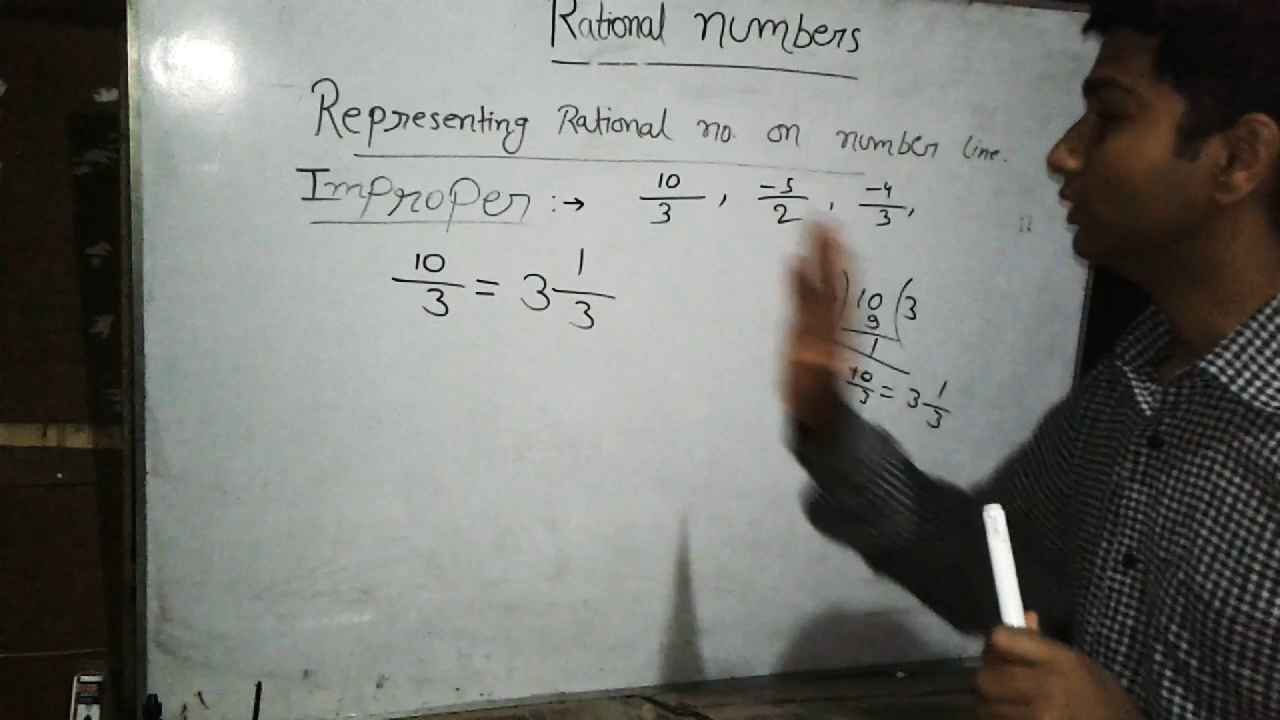 Rational numbers
Representing Rational no. on number line.
Improper :→ 10/3, -5/2, -4/3,
10/3 = 3 1/3
)10(3
9
1
10/3 = 3 1/3